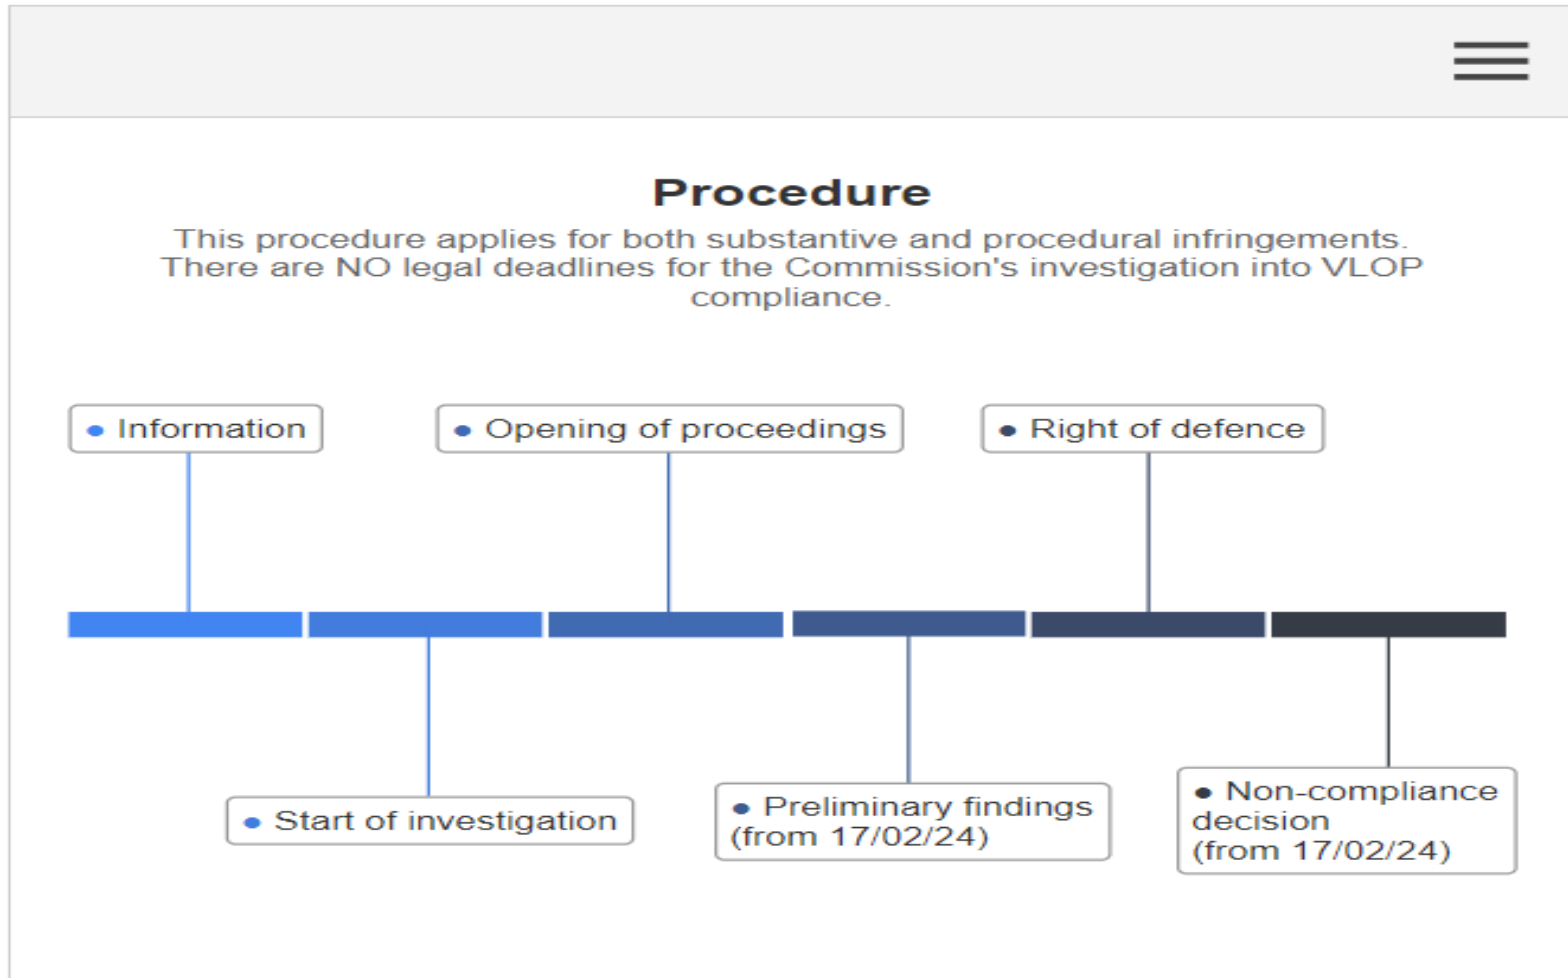 Procedure
This procedure applies for both substantive and procedural infringements.
There are NO legal deadlines for the Commission's investigation into VLOP
compliance.
• Information
• Opening of proceedings
• Right of defence
• Start of investigation
• Preliminary findings
(from 17/02/24)
• Non-compliance
decision
(from 17/02/24)